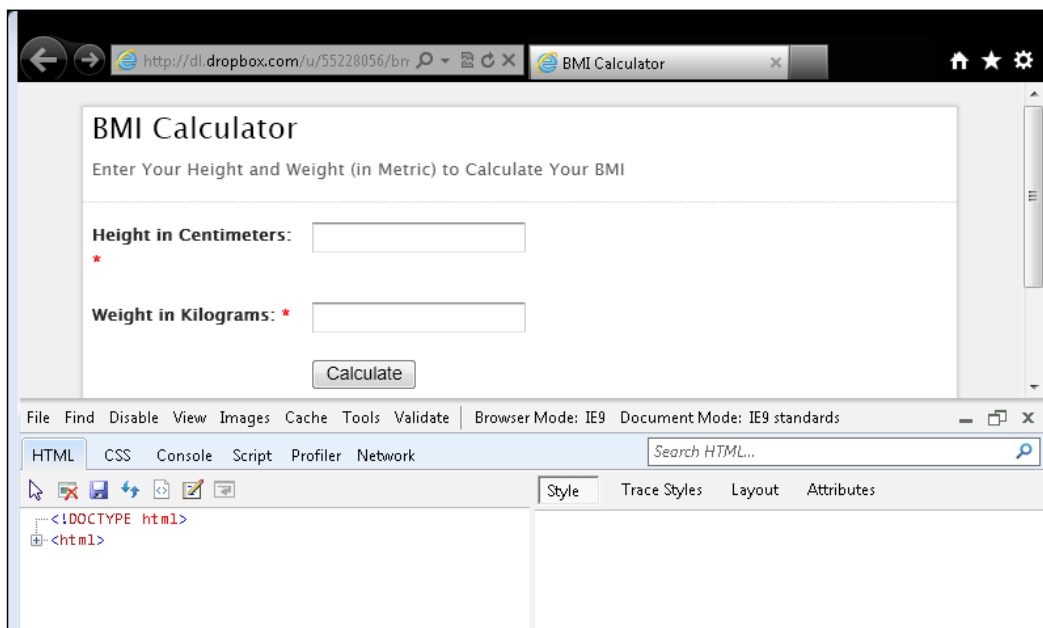 http://dl.dropbox.com/u/55228056/bn
BMI Calculator
BMI Calculator
Enter Your Height and Weight (in Metric) to Calculate Your BMI
Height in Centimeters:
*
Weight in Kilograms: *
Calculate
File Find Disable View Images Cache Tools Validate Browser Mode: IE9 Document Mode: IE9 standards
HTML CSS Console Script Profiler Network Search HTML...
Style Trace Styles Layout Attributes
<!DOCTYPE html>
<html>